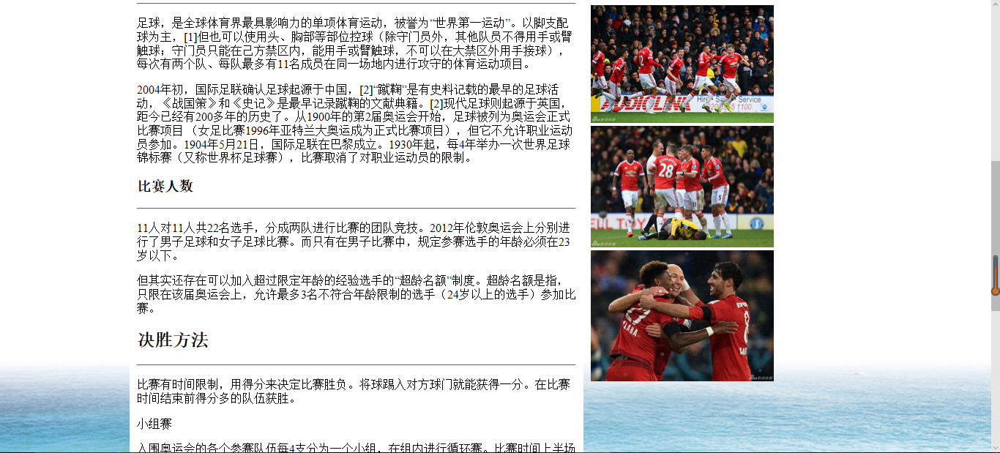 足球，是全球体育界最具影响力的单项体育运动，被誉为“世界第一运动”。以脚支配
球为主，[1]但也可以使用头、胸部等部位控球（除守门员外，其他队员不得用手或臂
触球；守门员只能在己方禁区内，能用手或臂触球，不可以在大禁区外用手接球），
每次有两个队、每队最多有11名成员在同一场地内进行攻守的体育运动项目。
2004年初，国际足联确认足球起源于中国，[2]“蹴鞠”是有史料记载的最早的足球活
动，《战国策》和《史记》是最早记录蹴鞠的文献典籍。[2]现代足球则起源于英国，
距今已经有200多年的历史了。从1900年的第2届奥运会开始，足球被列为奥运会正式
比赛项目 （女足比赛1996年亚特兰大奥运成为正式比赛项目），但它不允许职业运动
员参加。1904年5月21日，国际足联在巴黎成立。1930年起，每4年举办一次世界足球
锦标赛（又称世界杯足球赛），比赛取消了对职业运动员的限制。
比赛人数
11人对11人共22名选手，分成两队进行比赛的团队竞技。2012年伦敦奥运会上分别进
行了男子足球和女子足球比赛。而只有在男子比赛中，规定参赛选手的年龄必须在23
岁以下。
但其实还存在可以加入超过限定年龄的经验选手的“超龄名额”制度。超龄名额是指，
只限在该届奥运会上，允许最多3名不符合年龄限制的选手（24岁以上的选手）参加比
赛。
决胜方法
比赛有时间限制，用得分来决定比赛胜负。将球踢入对方球门就能获得一分。在比赛
时间结束前得分多的队伍获胜。
小组赛
入围奥运会的各个参赛队伍每4支分为一个小组，在组内进行循环赛。比赛时间上半场
AUDIOLINK
Service
28
5
27
ALABA
8